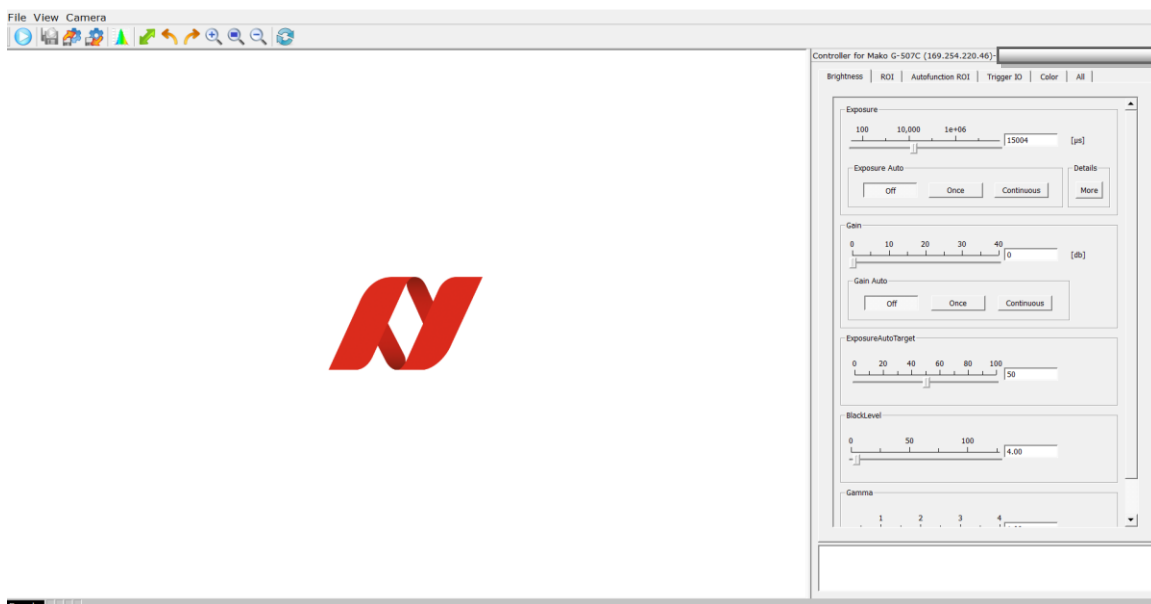 File View Camera
Controller for Mako G-507C (169.254.220.46)-
Brightness ROI Autofunction ROI Trigger IO Color All
Exposure
100 10,000 1e+06
15004 [µs]
Exposure Auto Details
Off Once Continuous More
Gain
0 10 20 30 40
0 [db]
Gain Auto
Off Once Continuous
ExposureAutoTarget
0 20 40 60 80 100
50
BlackLevel
0 50 100
4.00
Gamma
1 2 3 4